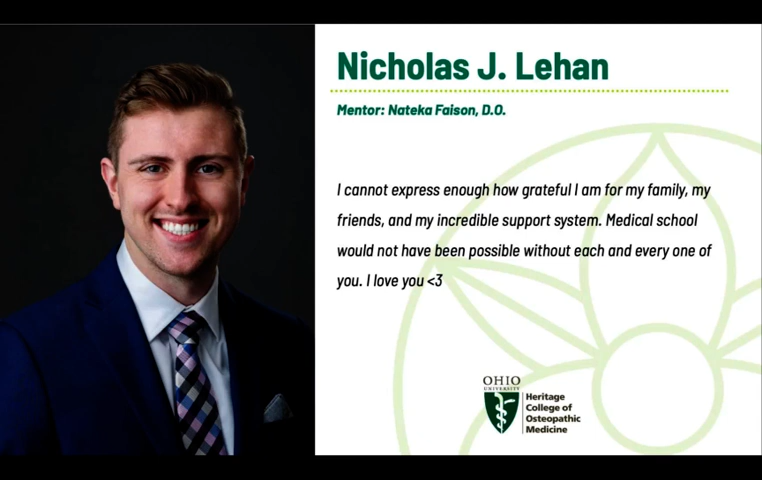 Nicholas J. Lehan
Mentor: Nateka Faison, D.O.
I cannot express enough how grateful I am for my family, my
friends, and my incredible support system. Medical school
would not have been possible without each and every one of
you. I love you <3
OHIO
UNIVERSITY
Heritage
College of
Osteopathic
Medicine